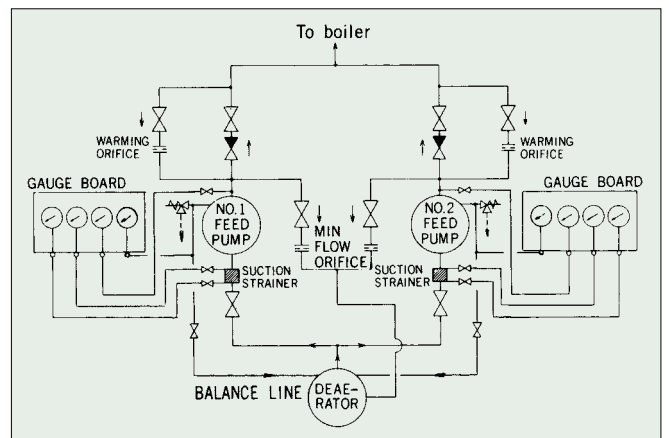 To boiler
WARMING
ORIFICE
WARMING
ORIFICE
GAUGE BOARD
GAUGE BOARD
NO.1
FEED
PUMP
MIN
FLOW
ORIFICE
NO.2
FEED
PUMP
SUCTION
STRAINER
SUCTION
STRAINER
BALANCE LINE
DEAE-
RATOR